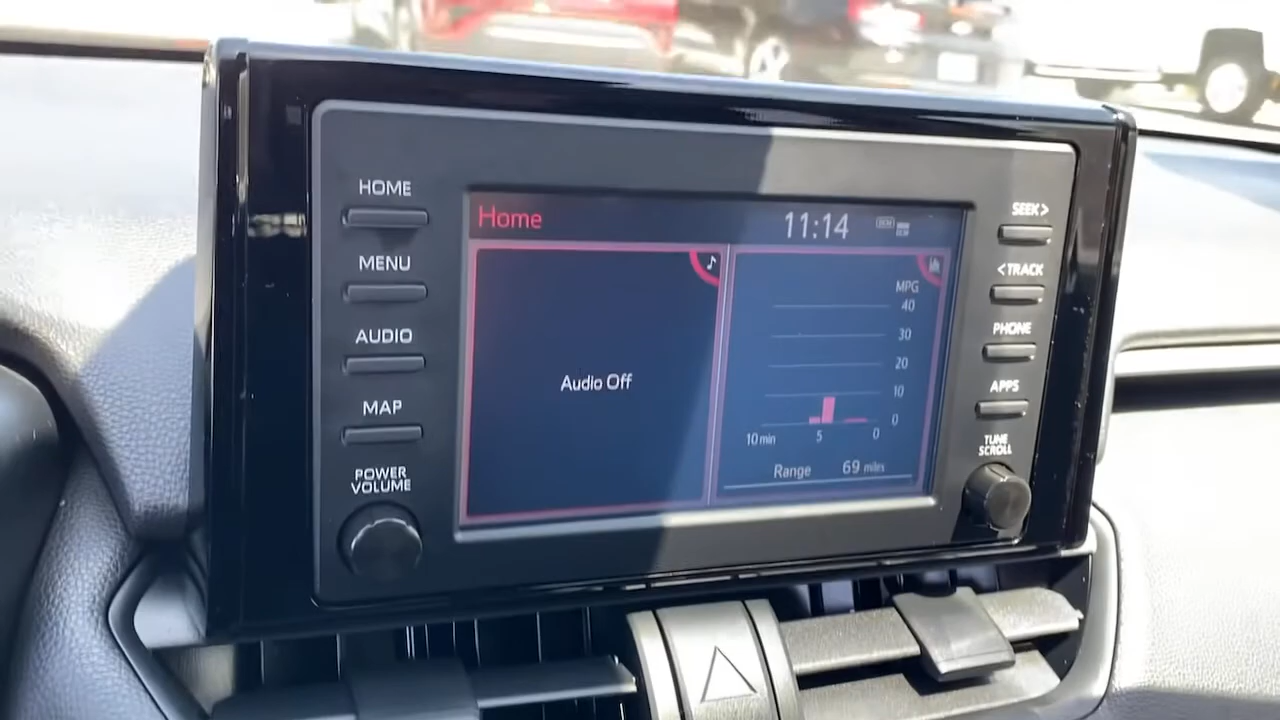 HOME
MENU
AUDIO
MAP
POWER
VOLUME
Home
11:14
Audio Off
MPG
40
30
20
10
0
10 min 5 0
Range 69 miles
SEEK>
<TRACK
PHONE
APPS
TUNE
SCROLL